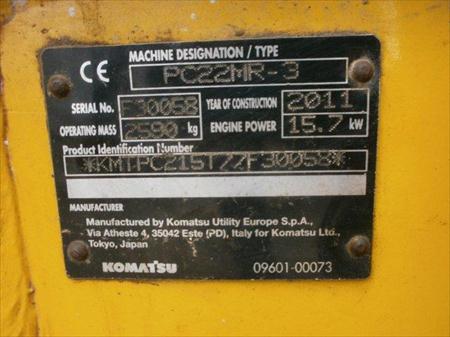 CE MACHINE DESIGNATION / TYPE
PC22MR-3
SERIAL No. F30058 YEAR OF CONSTRUCTION 2011
OPERATING MASS 2590 kg ENGINE POWER 15.7 kW
Product Identification Number
*KMTPC215T77F30058*
MANUFACTURER
Manufactured by Komatsu Utility Europe S.p.A.,
Via Atheste 4, 35042 Este (PD), Italy for Komatsu Ltd.,
Tokyo, Japan
KOMATSU 09601-00073